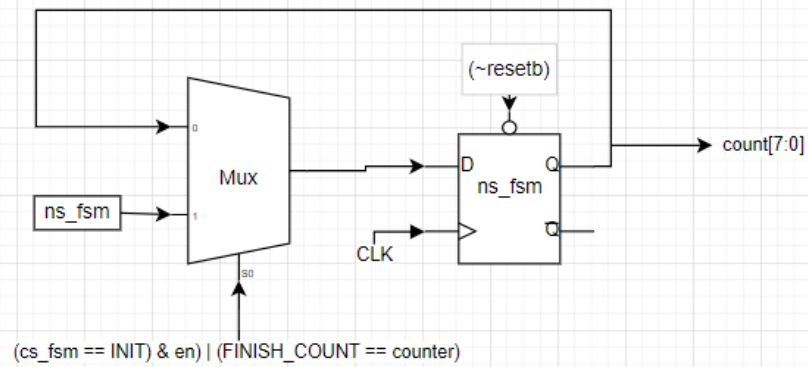 (~resetb)
0
D
Q
count[7:0]
Mux
ns_fsm
ns_fsm
1
Q
CLK
S0
(cs_fsm == INIT) & en) | (FINISH_COUNT == counter)